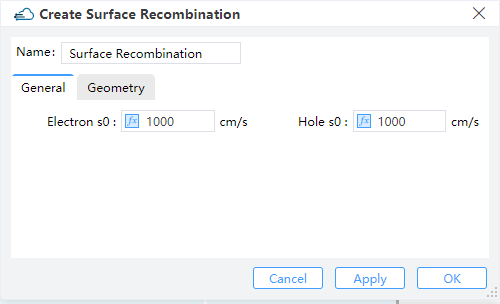 Create Surface Recombination
Name: Surface Recombination
General Geometry
Electron s0 : fx 1000 cm/s Hole s0 : fx 1000 cm/s
Cancel Apply OK